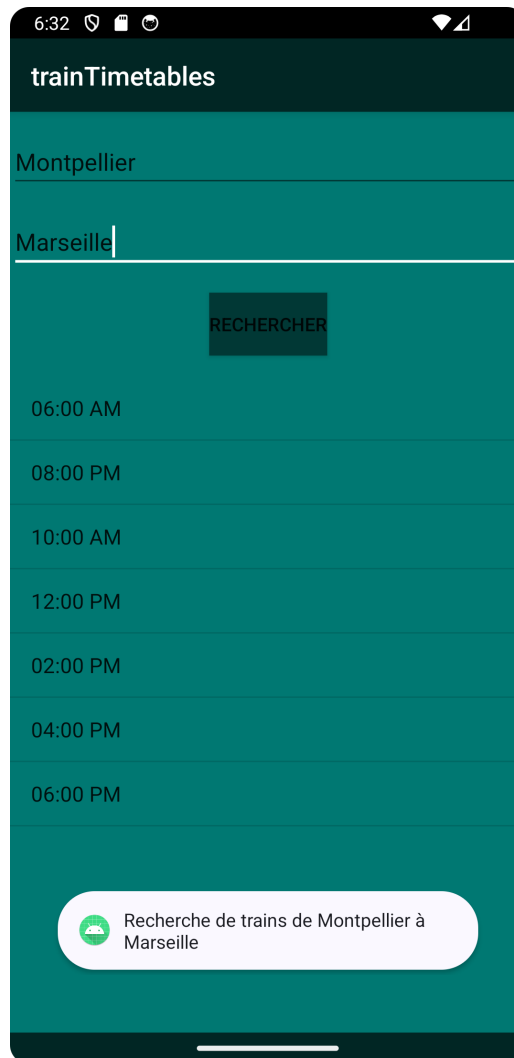 6:32
trainTimetables
Montpellier
Marseille
RECHERCHER
06:00 AM
08:00 PM
10:00 AM
12:00 PM
02:00 PM
04:00 PM
06:00 PM
Recherche de trains de Montpellier à
Marseille